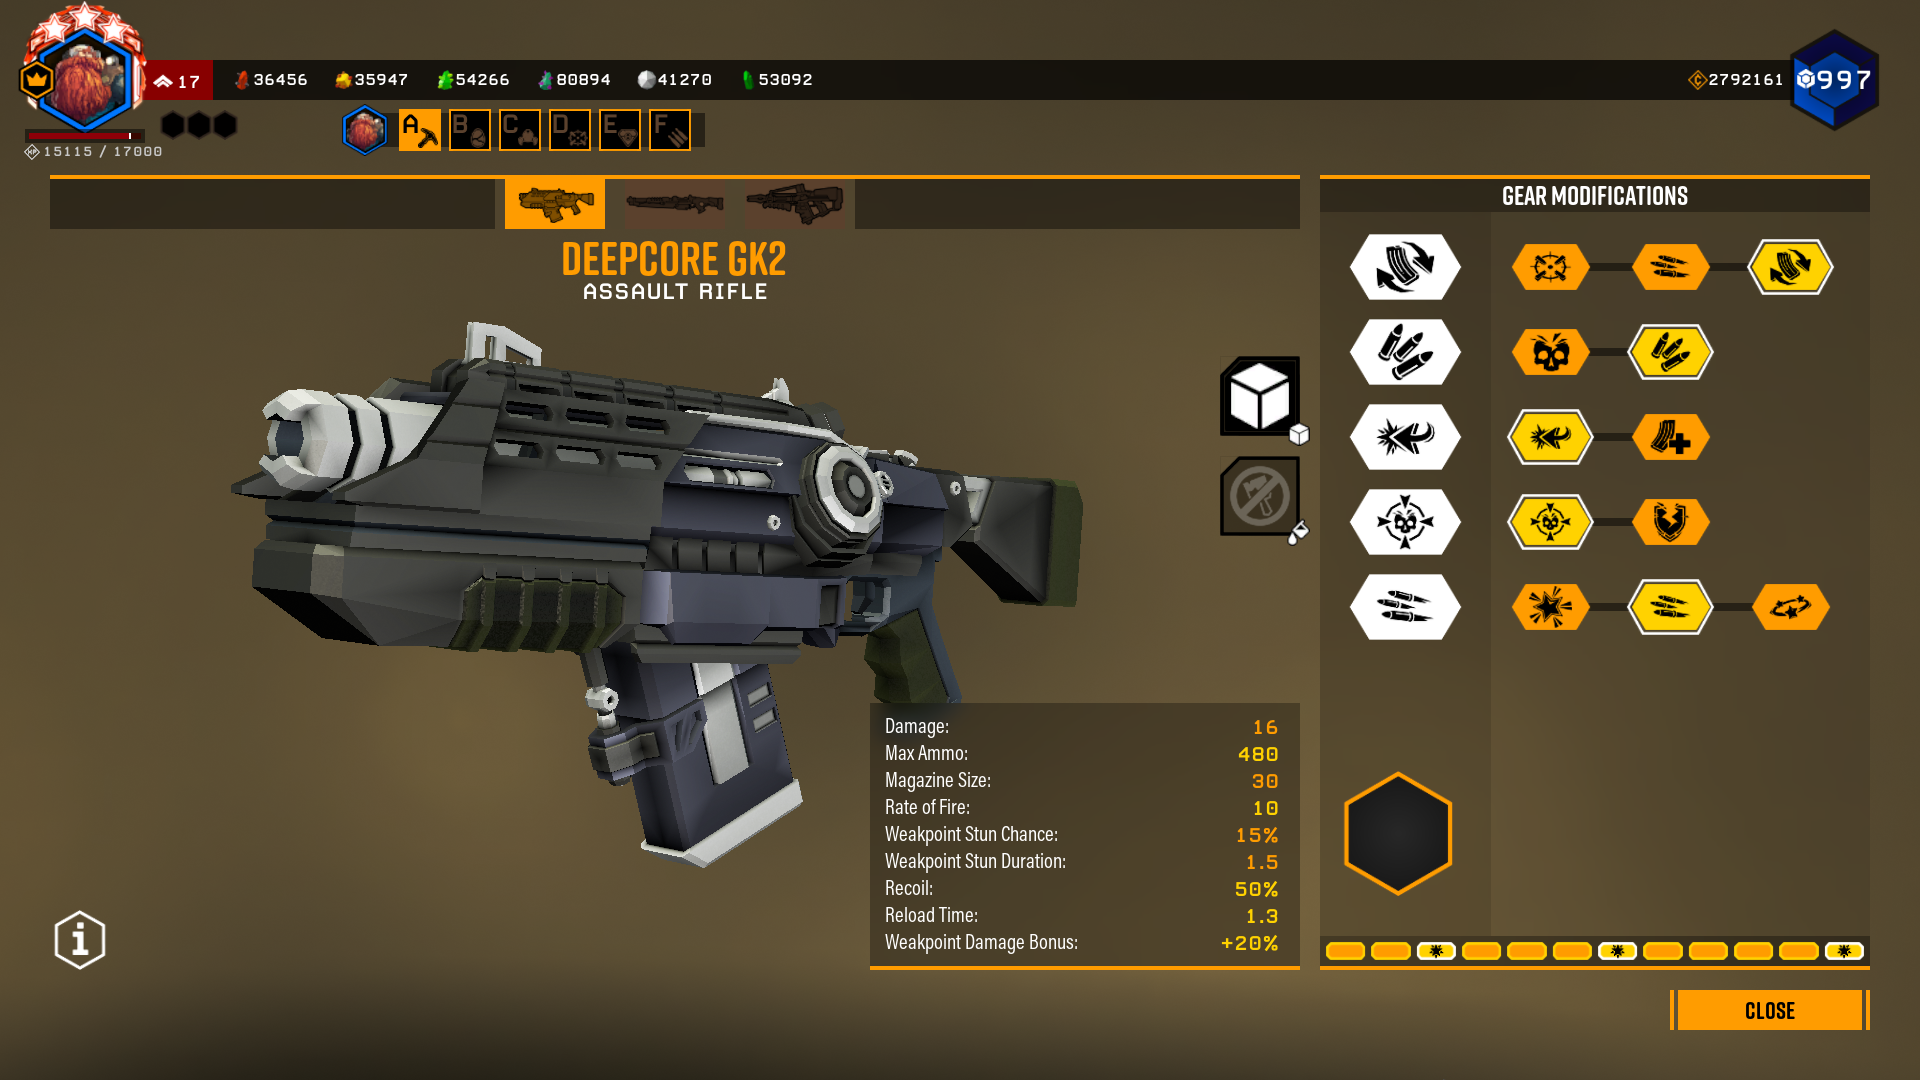 17
36456
35947
54266
80894
41270
53092
2792161
997
15115 / 17000
A
B
C
D
E
F
DEEPCORE GK2
ASSAULT RIFLE
GEAR MODIFICATIONS
Damage: 16
Max Ammo: 480
Magazine Size: 30
Rate of Fire: 10
Weakpoint Stun Chance: 15%
Weakpoint Stun Duration: 1.5
Recoil: 50%
Reload Time: 1.3
Weakpoint Damage Bonus: +20%
CLOSE